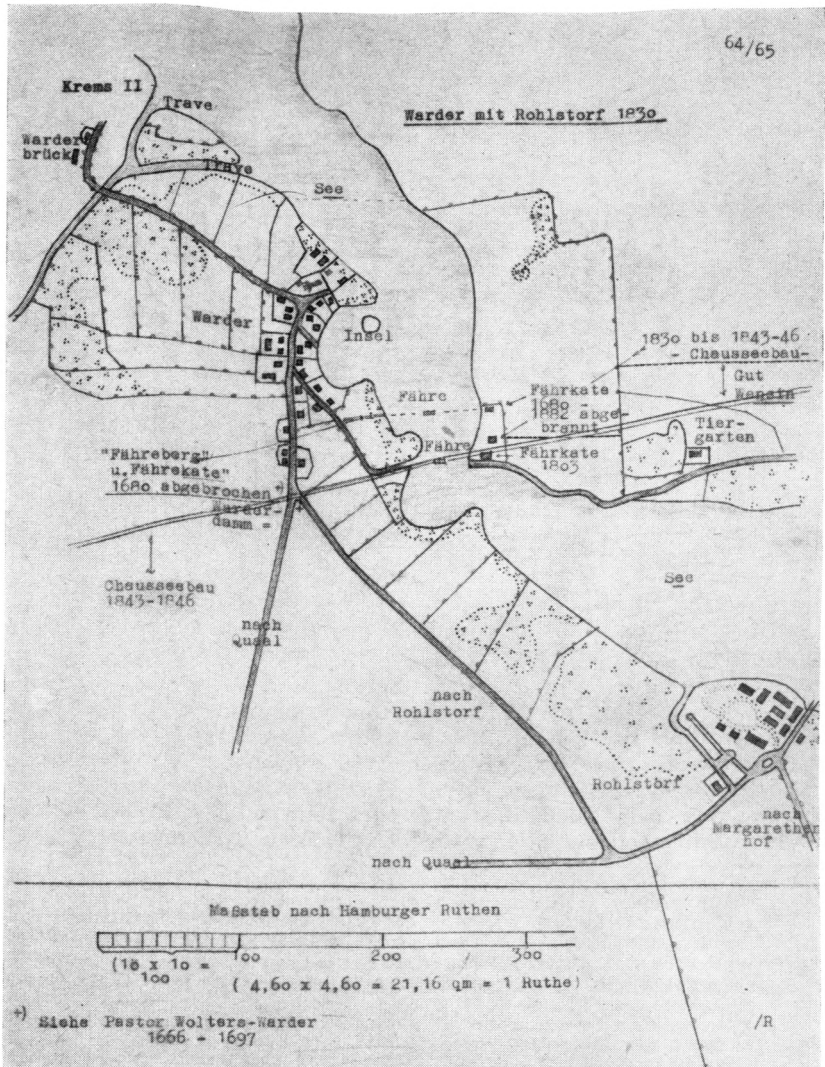 64/65
Krems II
Trave
Warder mit Rohlstorf 1830
Warder
brück
Trave
See
Warder
Insel
1830 bis 1843-46
- Chausseebau-
Gut
Wensin
Fähre
Fährkate
1882 abge-
brannt
Tier-
garten
Fähre
Fährkate
1803
"Fähreberg"
u. Fährekate"
1680 abgebrochen
+)
Warder-
damm =
Chausseebau
1843-1846
See
nach
Quaal
nach
Rohlstorf
Rohlstorf
nach
Margarethen
hof
nach Quaal
Maßstab nach Hamburger Ruthen
100
200
300
(10 x 10 =
100
( 4,60 x 4,60 = 21,16 qm = 1 Ruthe)
+) Siehe Pastor Wolters-Warder
1666 - 1697
/R